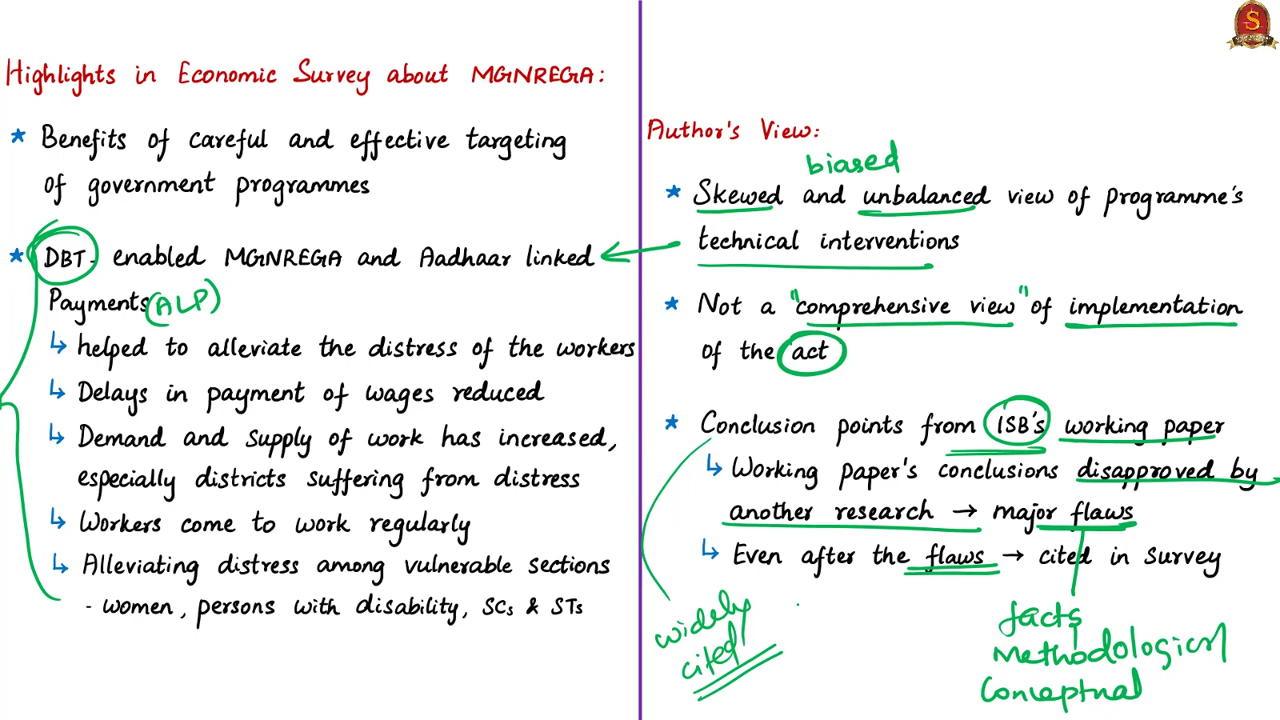 Highlights in Economic Survey about MGNREGA:
* Benefits of careful and effective targeting
of government programmes
* DBT- enabled MGNREGA and Aadhaar linked
Payments (ALP)
↳ helped to alleviate the distress of the workers
↳ Delays in payment of wages reduced
↳ Demand and supply of work has increased,
especially districts suffering from distress
↳ Workers come to work regularly
↳ Alleviating distress among vulnerable sections
- women, persons with disability, SCs & STs
S
Author's View:
biased
* Skewed and unbalanced view of programme's
technical interventions
* Not a "comprehensive view" of implementation
of the act
* Conclusion points from ISB's working paper
↳ Working paper's conclusions disapproved by
another research → major flaws
↳ Even after the flaws → cited in survey
widely
cited
facts
Methodological
Conceptual